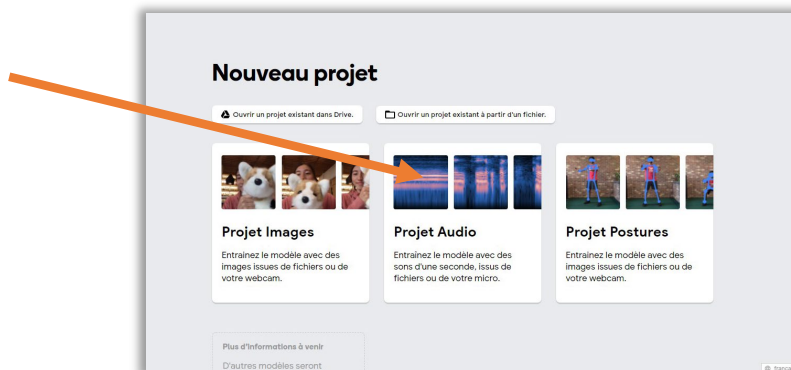 Nouveau projet
Ouvrir un projet existant dans Drive.
Ouvrir un projet existant à partir d'un fichier.
Projet Images
Entraînez le modèle avec des
images issues de fichiers ou de
votre webcam.
Projet Audio
Entraînez le modèle avec des
sons d'une seconde, issus de
fichiers ou de votre micro.
Projet Postures
Entraînez le modèle avec des
images issues de fichiers ou de
votre webcam.
Plus d'informations à venir
D'autres modèles seront